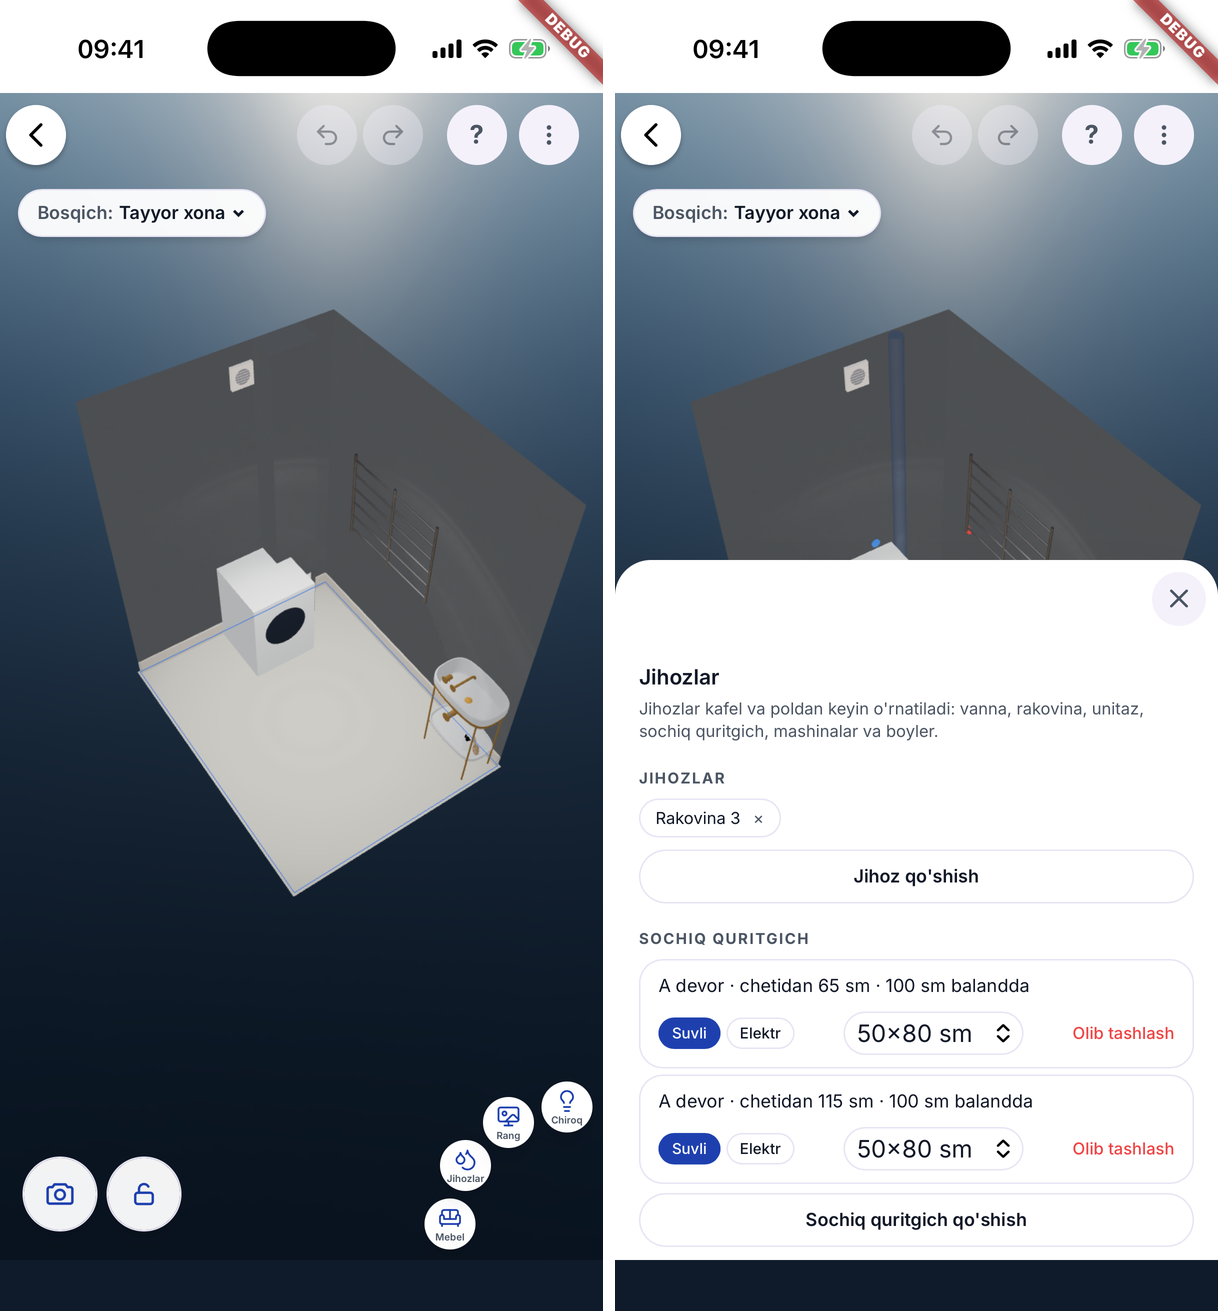 09:41
DEBUG
?
Bosqich: Tayyor xona
Chiroq
Rang
Jihozlar
Mebel
09:41
DEBUG
?
Bosqich: Tayyor xona
Jihozlar
Jihozlar kafel va poldan keyin o'rnatiladi: vanna, rakovina, unitaz,
sochiq quritgich, mashinalar va boyler.
JIHOZLAR
Rakovina 3 ×
Jihoz qo'shish
SOCHIQ QURITGICH
A devor · chetidan 65 sm · 100 sm balandda
Suvli Elektr 50×80 sm Olib tashlash
A devor · chetidan 115 sm · 100 sm balandda
Suvli Elektr 50×80 sm Olib tashlash
Sochiq quritgich qo'shish